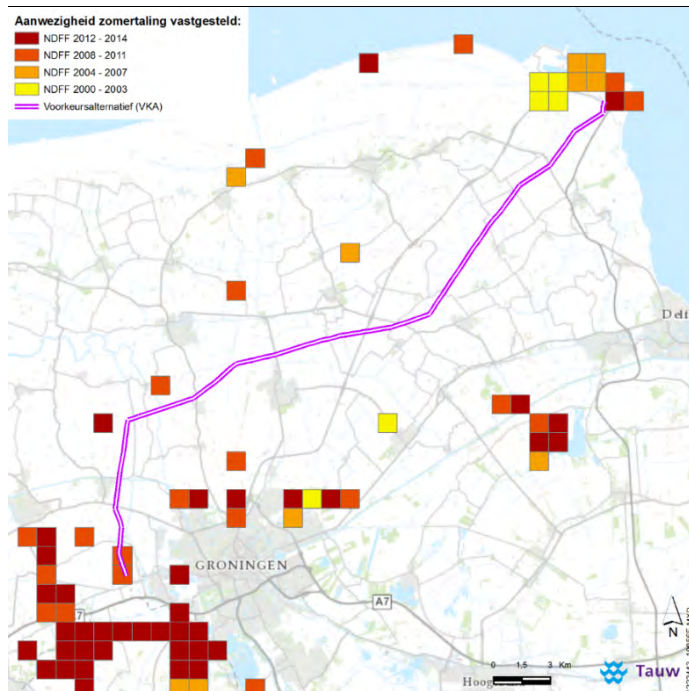 Aanwezigheid zomertaling vastgesteld:
NDFF 2012 - 2014
NDFF 2008 - 2011
NDFF 2004 - 2007
NDFF 2000 - 2003
Voorkeursalternatief (VKA)
Delf
GRONINGEN
7
A7
N
Hoog
0 1,5 3 Km
Tauw